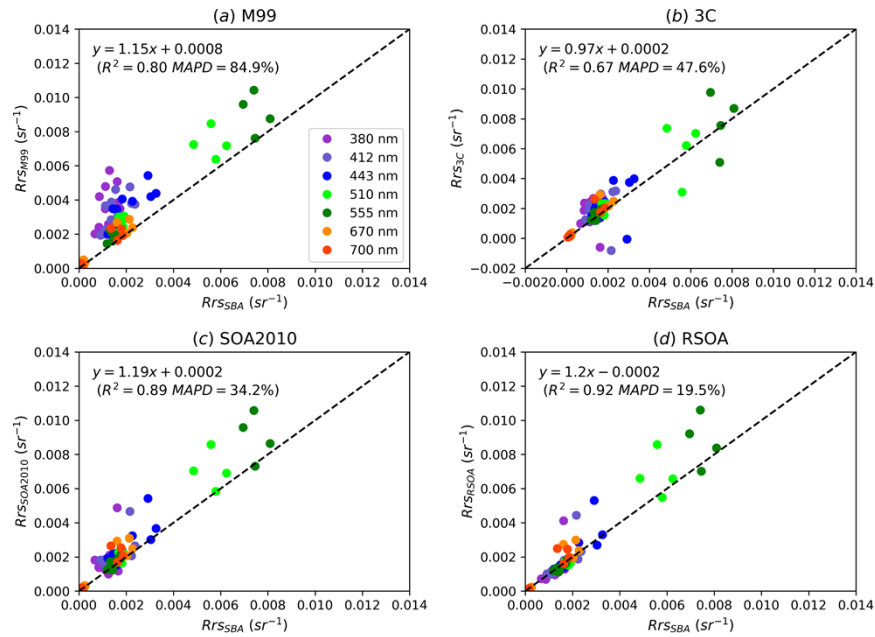 (a) M99
y = 1.15x + 0.0008
(R² = 0.80 MAPD = 84.9%)
0.014
0.012
0.010
0.008
0.006
0.004
0.002
0.000
Rrs_M99 (sr⁻¹)
380 nm
412 nm
443 nm
510 nm
555 nm
670 nm
700 nm
0.000 0.002 0.004 0.006 0.008 0.010 0.012 0.014
Rrs_SBA (sr⁻¹)
(b) 3C
y = 0.97x + 0.0002
(R² = 0.67 MAPD = 47.6%)
0.014
0.012
0.010
0.008
0.006
0.004
0.002
0.000
−0.002
Rrs_3C (sr⁻¹)
−0.002 0.000 0.002 0.004 0.006 0.008 0.010 0.012 0.014
Rrs_SBA (sr⁻¹)
(c) SOA2010
y = 1.19x + 0.0002
(R² = 0.89 MAPD = 34.2%)
0.014
0.012
0.010
0.008
0.006
0.004
0.002
0.000
Rrs_SOA2010 (sr⁻¹)
0.000 0.002 0.004 0.006 0.008 0.010 0.012 0.014
Rrs_SBA (sr⁻¹)
(d) RSOA
y = 1.2x − 0.0002
(R² = 0.92 MAPD = 19.5%)
0.014
0.012
0.010
0.008
0.006
0.004
0.002
0.000
Rrs_RSOA (sr⁻¹)
0.000 0.002 0.004 0.006 0.008 0.010 0.012 0.014
Rrs_SBA (sr⁻¹)